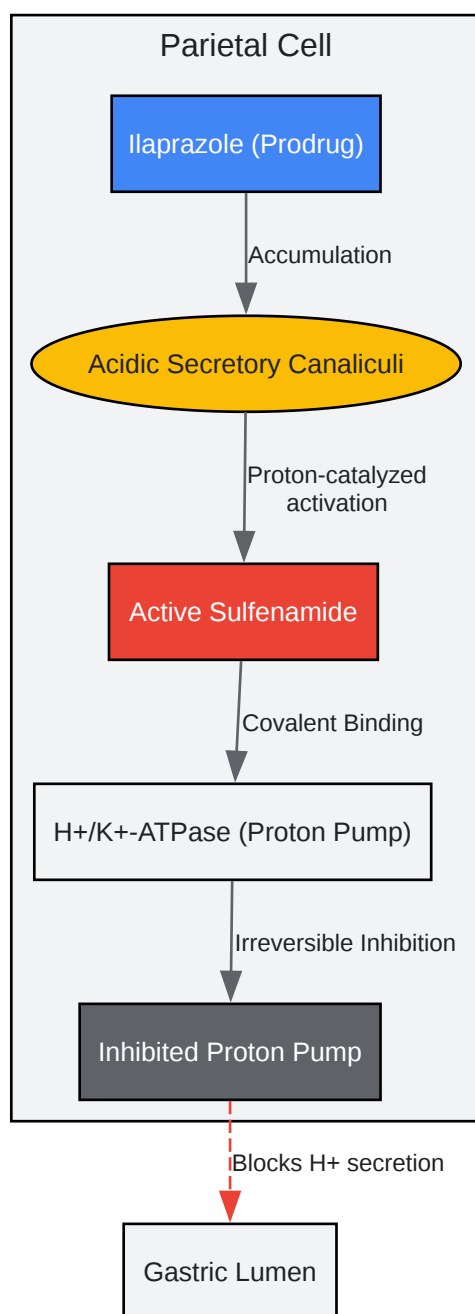 Parietal Cell
Ilaprazole (Prodrug)
Accumulation
Acidic Secretory Canaliculi
Proton-catalyzed
activation
Active Sulfenamide
Covalent Binding
H+/K+-ATPase (Proton Pump)
Irreversible Inhibition
Inhibited Proton Pump
Blocks H+ secretion
Gastric Lumen